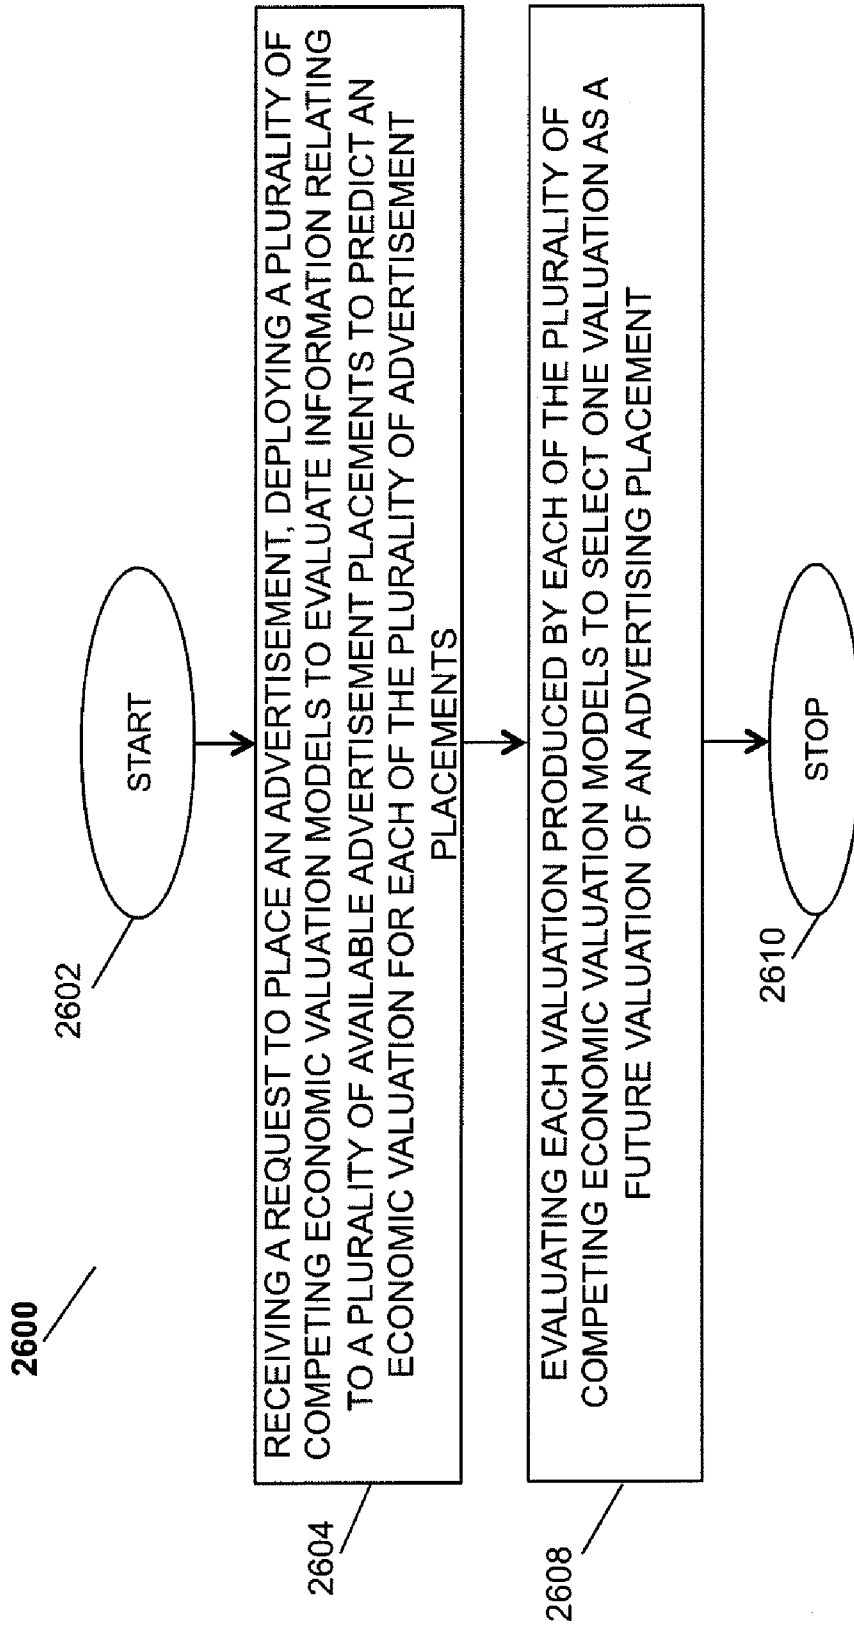 2600
2602
START
2604
RECEIVING A REQUEST TO PLACE AN ADVERTISEMENT, DEPLOYING A PLURALITY OF
COMPETING ECONOMIC VALUATION MODELS TO EVALUATE INFORMATION RELATING
TO A PLURALITY OF AVAILABLE ADVERTISEMENT PLACEMENTS TO PREDICT AN
ECONOMIC VALUATION FOR EACH OF THE PLURALITY OF ADVERTISEMENT
PLACEMENTS
2608
EVALUATING EACH VALUATION PRODUCED BY EACH OF THE PLURALITY OF
COMPETING ECONOMIC VALUATION MODELS TO SELECT ONE VALUATION AS A
FUTURE VALUATION OF AN ADVERTISING PLACEMENT
2610
STOP